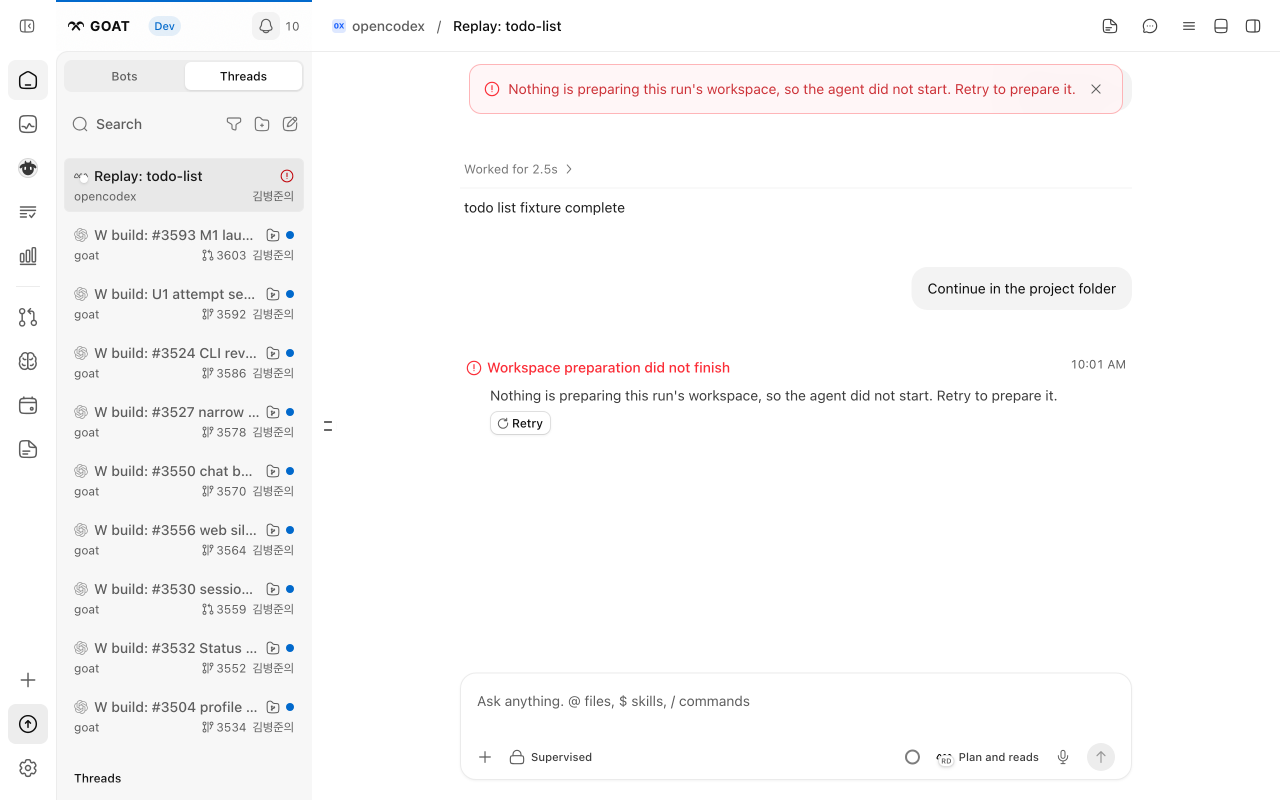 GOAT Dev 10
OX opencodex / Replay: todo-list
Bots Threads
Search
Replay: todo-list
opencodex 김병준의
W build: #3593 M1 lau...
goat 3603 김병준의
W build: U1 attempt se...
goat 3592 김병준의
W build: #3524 CLI rev...
goat 3586 김병준의
W build: #3527 narrow ...
goat 3578 김병준의
W build: #3550 chat b...
goat 3570 김병준의
W build: #3556 web sil...
goat 3564 김병준의
W build: #3530 sessio...
goat 3559 김병준의
W build: #3532 Status ...
goat 3552 김병준의
W build: #3504 profile ...
goat 3534 김병준의
Threads
Nothing is preparing this run's workspace, so the agent did not start. Retry to prepare it.
Worked for 2.5s
todo list fixture complete
Continue in the project folder
Workspace preparation did not finish 10:01 AM
Nothing is preparing this run's workspace, so the agent did not start. Retry to prepare it.
Retry
Ask anything. @ files, $ skills, / commands
Supervised RD Plan and reads